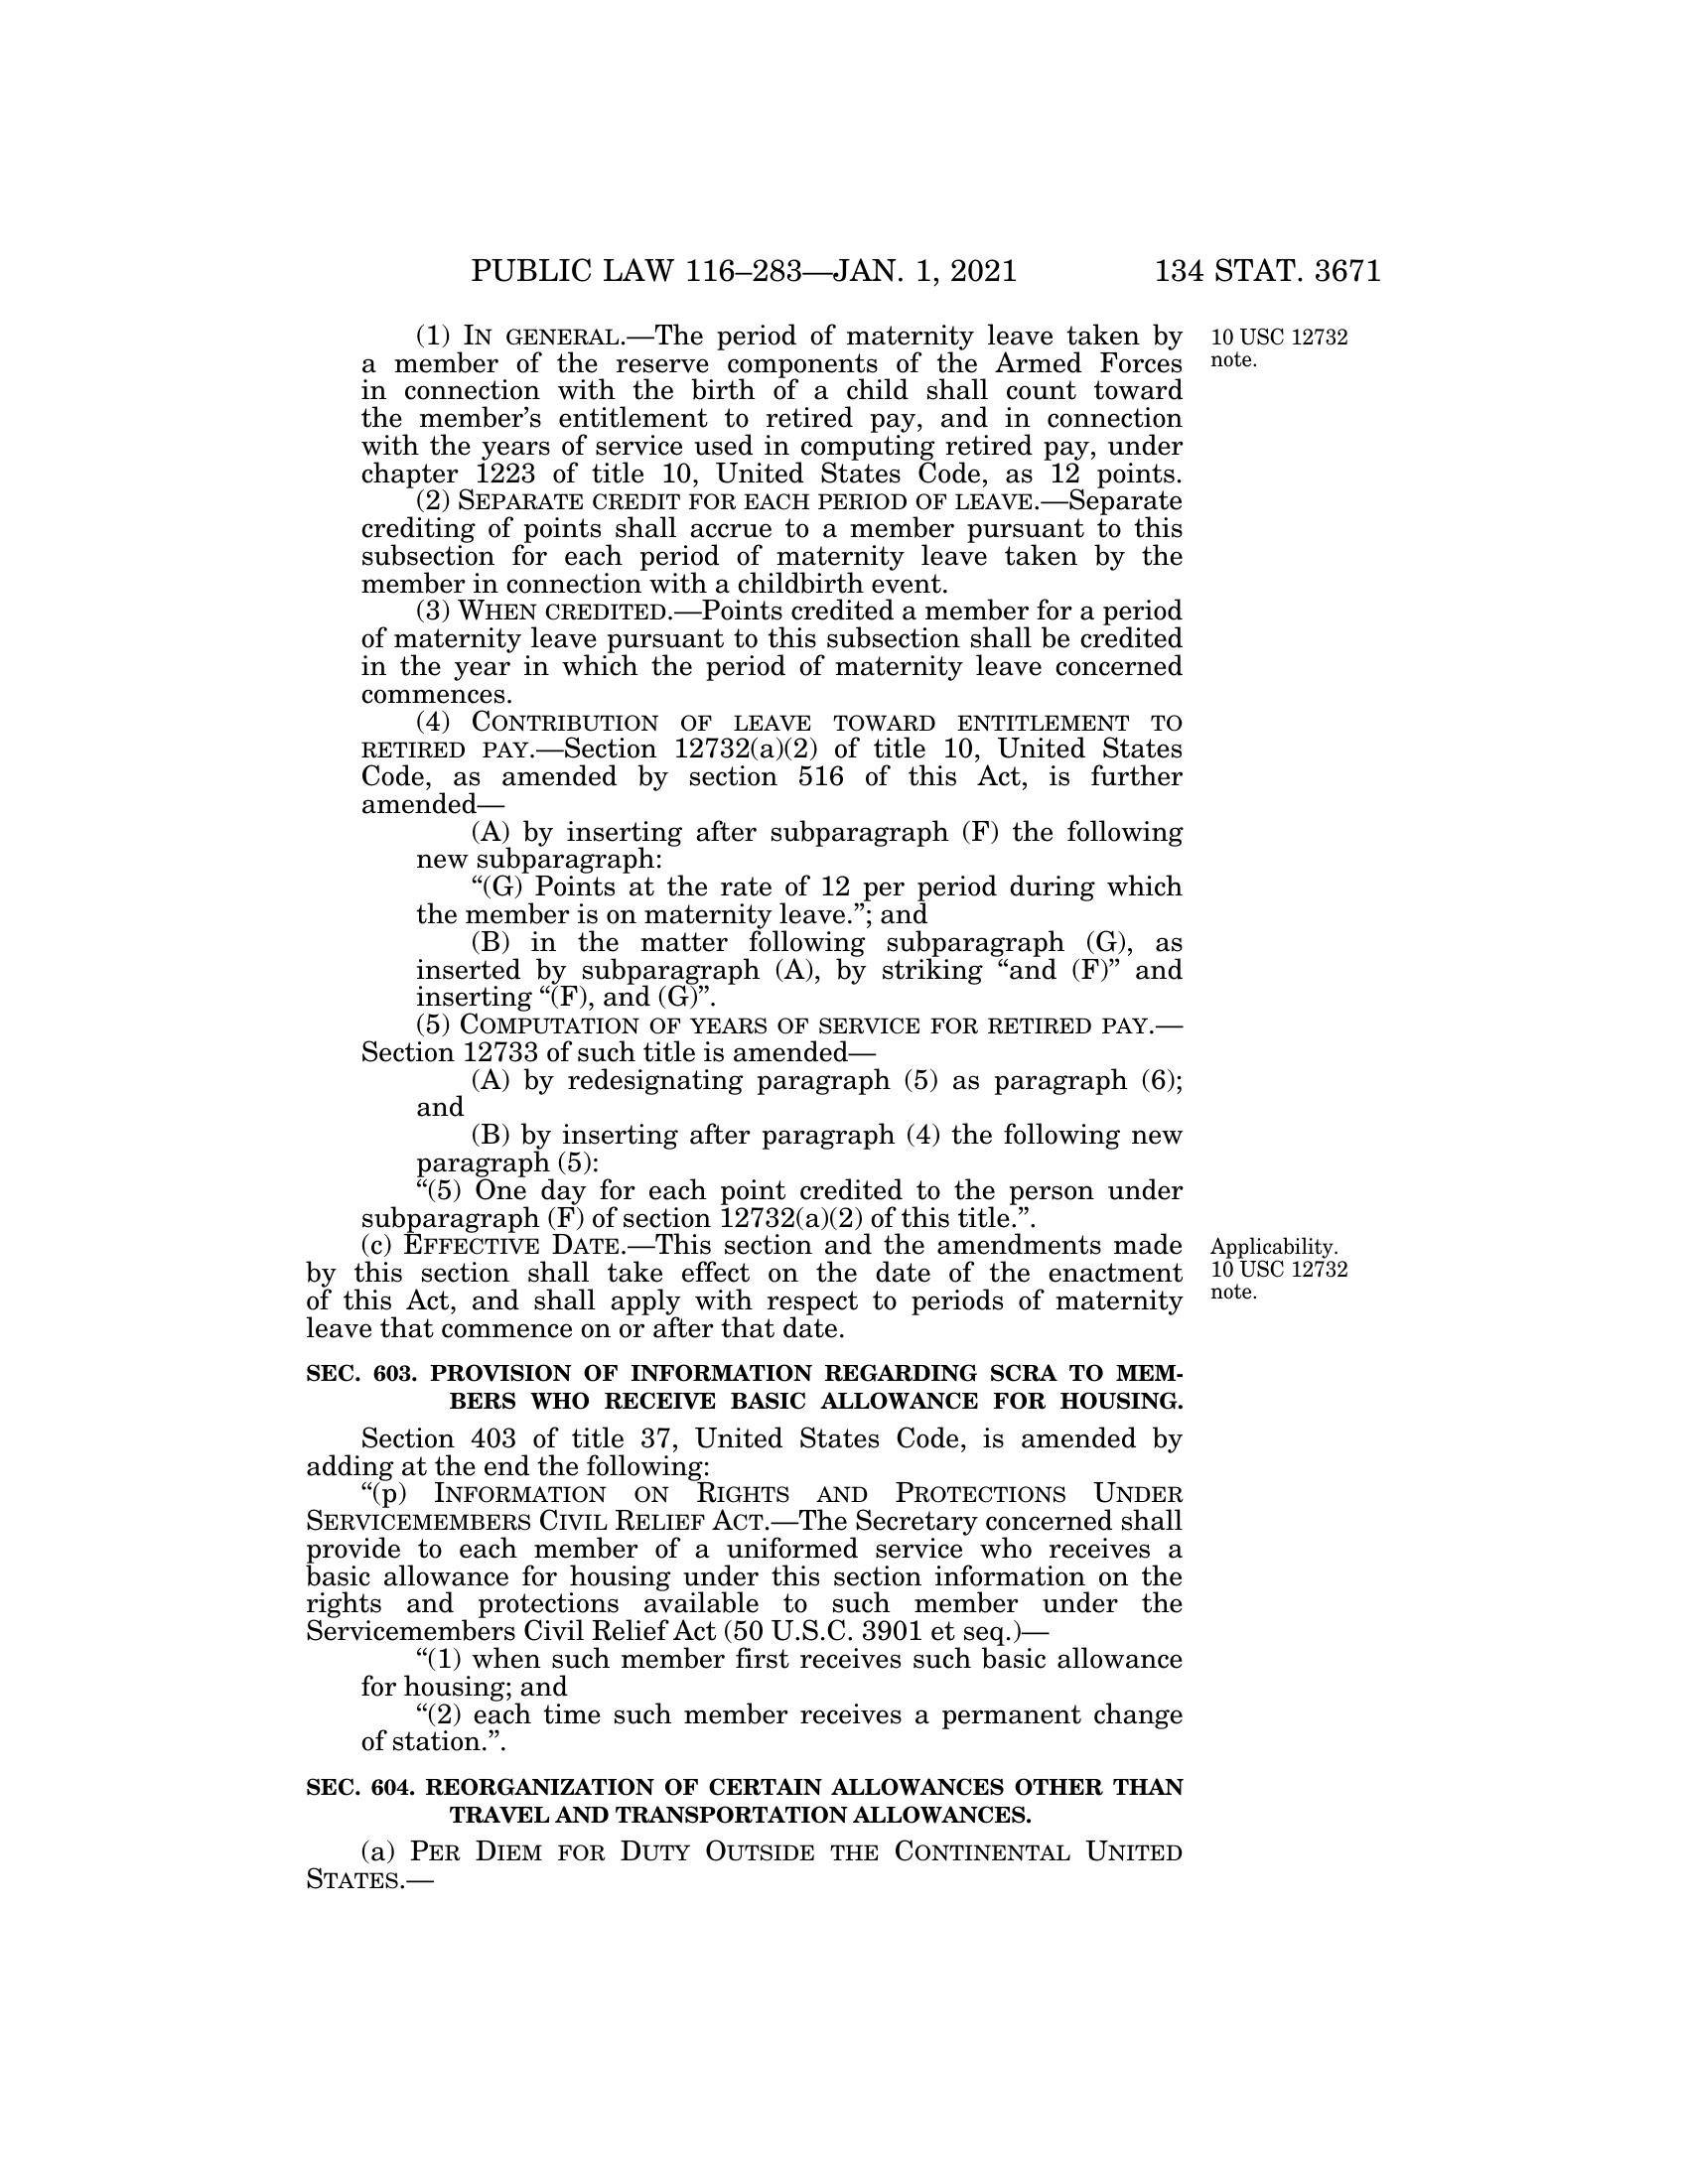 PUBLIC LAW 116–283—JAN. 1, 2021
134 STAT. 3671
(1) IN GENERAL.—The period of maternity leave taken by
a member of the reserve components of the Armed Forces
in connection with the birth of a child shall count toward
the member’s entitlement to retired pay, and in connection
with the years of service used in computing retired pay, under
chapter 1223 of title 10, United States Code, as 12 points.
(2) SEPARATE CREDIT FOR EACH PERIOD OF LEAVE.—Separate
crediting of points shall accrue to a member pursuant to this
subsection for each period of maternity leave taken by the
member in connection with a childbirth event.
(3) WHEN CREDITED.—Points credited a member for a period
of maternity leave pursuant to this subsection shall be credited
in the year in which the period of maternity leave concerned
commences.
(4) CONTRIBUTION OF LEAVE TOWARD ENTITLEMENT TO
RETIRED PAY.—Section 12732(a)(2) of title 10, United States
Code, as amended by section 516 of this Act, is further
amended—
(A) by inserting after subparagraph (F) the following
new subparagraph:
“(G) Points at the rate of 12 per period during which
the member is on maternity leave.”; and
(B) in the matter following subparagraph (G), as
inserted by subparagraph (A), by striking “and (F)” and
inserting “(F), and (G)”.
(5) COMPUTATION OF YEARS OF SERVICE FOR RETIRED PAY.—
Section 12733 of such title is amended—
(A) by redesignating paragraph (5) as paragraph (6);
and
(B) by inserting after paragraph (4) the following new
paragraph (5):
“(5) One day for each point credited to the person under
subparagraph (F) of section 12732(a)(2) of this title.”.
(c) EFFECTIVE DATE.—This section and the amendments made
by this section shall take effect on the date of the enactment
of this Act, and shall apply with respect to periods of maternity
leave that commence on or after that date.
SEC. 603. PROVISION OF INFORMATION REGARDING SCRA TO MEM-
BERS WHO RECEIVE BASIC ALLOWANCE FOR HOUSING.
Section 403 of title 37, United States Code, is amended by
adding at the end the following:
“(p) INFORMATION ON RIGHTS AND PROTECTIONS UNDER
SERVICEMEMBERS CIVIL RELIEF ACT.—The Secretary concerned shall
provide to each member of a uniformed service who receives a
basic allowance for housing under this section information on the
rights and protections available to such member under the
Servicemembers Civil Relief Act (50 U.S.C. 3901 et seq.)—
“(1) when such member first receives such basic allowance
for housing; and
“(2) each time such member receives a permanent change
of station.”.
SEC. 604. REORGANIZATION OF CERTAIN ALLOWANCES OTHER THAN
TRAVEL AND TRANSPORTATION ALLOWANCES.
(a) PER DIEM FOR DUTY OUTSIDE THE CONTINENTAL UNITED
STATES.—
10 USC 12732
note.
Applicability.
10 USC 12732
note.